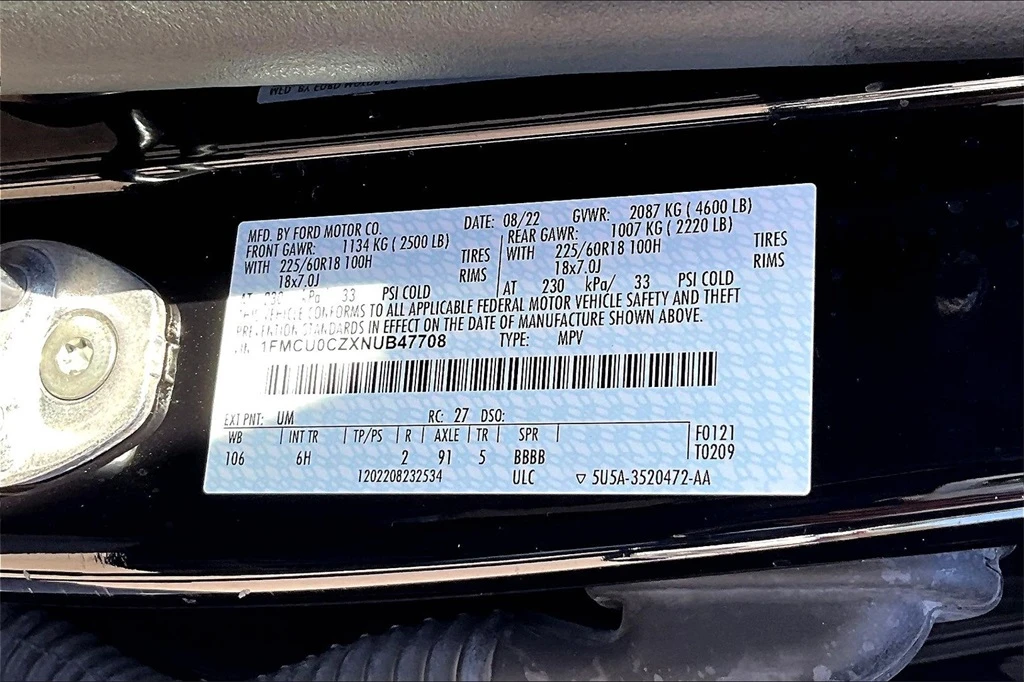 MFD. BY FORD MOTOR CO. DATE: 08/22 GVWR: 2087 KG ( 4600 LB)
FRONT GAWR: 1134 KG ( 2500 LB) REAR GAWR: 1007 KG ( 2220 LB)
WITH 225/60R18 100H TIRES WITH 225/60R18 100H TIRES
18x7.0J RIMS 18x7.0J RIMS
AT 230 kPa/ 33 PSI COLD AT 230 kPa/ 33 PSI COLD
THIS VEHICLE CONFORMS TO ALL APPLICABLE FEDERAL MOTOR VEHICLE SAFETY AND THEFT
PREVENTION STANDARDS IN EFFECT ON THE DATE OF MANUFACTURE SHOWN ABOVE.
VIN: 1FMCU0CZXNUB47708 TYPE: MPV
EXT PNT: UM RC: 27 DSO:
WB INT TR TP/PS R AXLE TR SPR F0121
106 6H 2 91 5 BBBB T0209
1202208232534 ULC ▽ 5U5A-3520472-AA